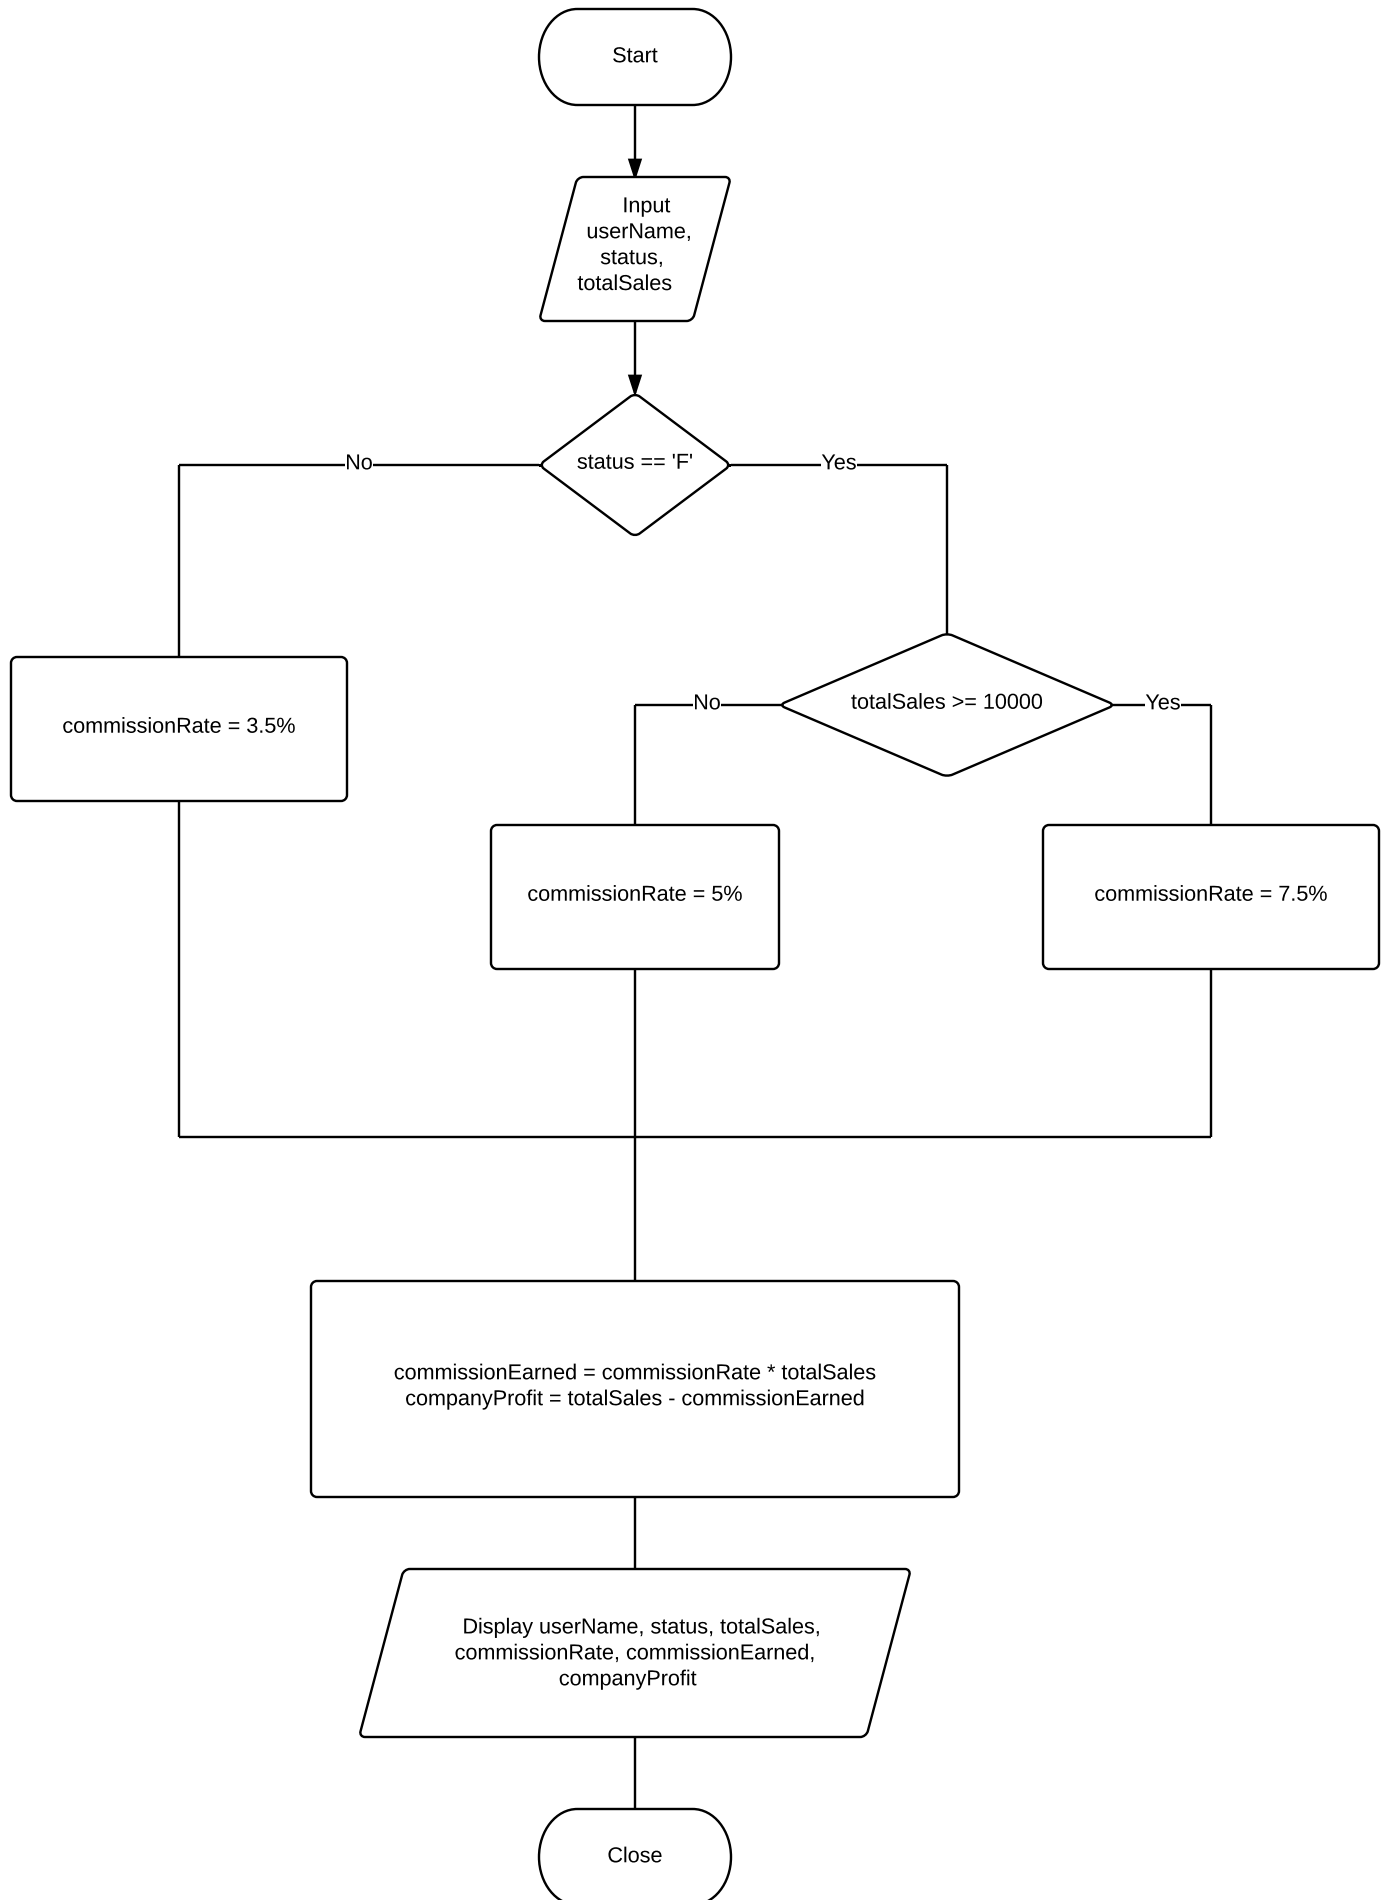 Start
Input
userName,
status,
totalSales
status == 'F'
No
Yes
totalSales >= 10000
No
Yes
commissionRate = 3.5%
commissionRate = 5%
commissionRate = 7.5%
commissionEarned = commissionRate * totalSales
companyProfit = totalSales - commissionEarned
Display userName, status, totalSales,
commissionRate, commissionEarned,
companyProfit
Close